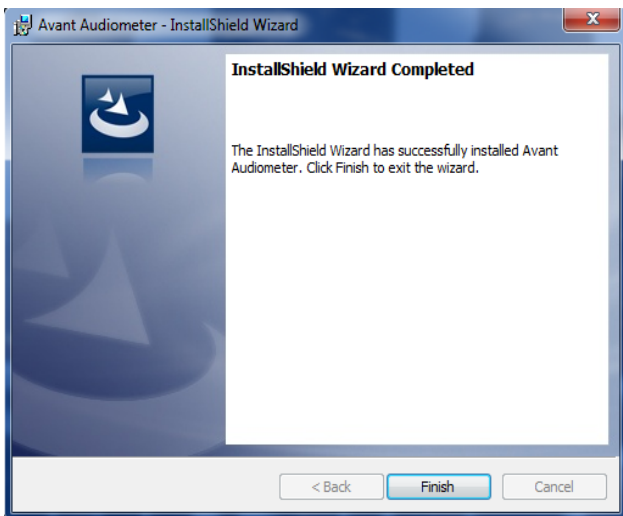 Avant Audiometer - InstallShield Wizard
InstallShield Wizard Completed
The InstallShield Wizard has successfully installed Avant
Audiometer. Click Finish to exit the wizard.
< Back
Finish
Cancel